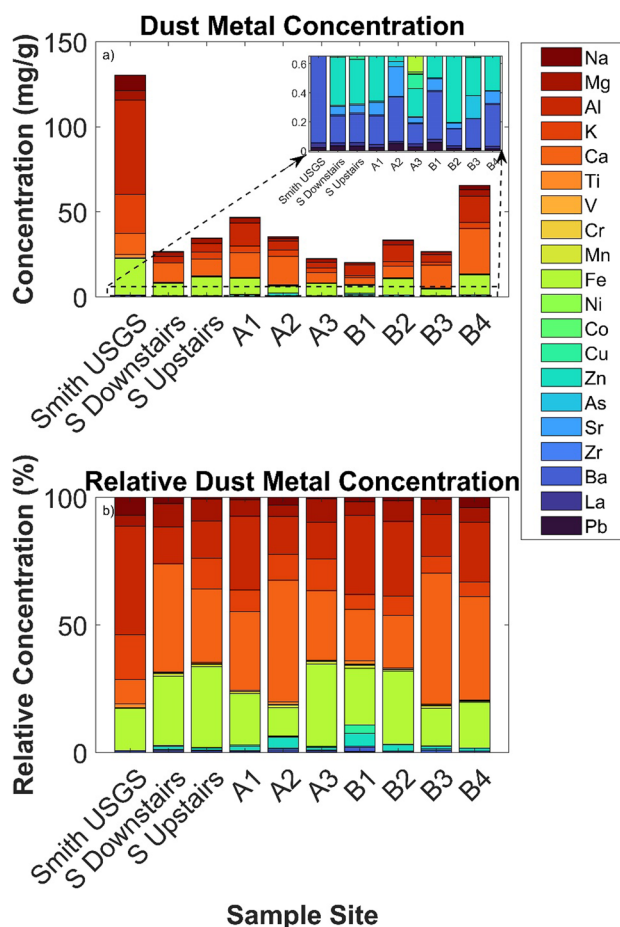 Dust Metal Concentration
a)
Concentration (mg/g)
150
100
50
0
0.6
0.4
0.2
0
Smith USGS
S Downstairs
S Upstairs
A1
A2
A3
B1
B2
B3
B4
Smith USGS
S Downstairs
S Upstairs
A1
A2
A3
B1
B2
B3
B4
Na
Mg
Al
K
Ca
Ti
V
Cr
Mn
Fe
Ni
Co
Cu
Zn
As
Sr
Zr
Ba
La
Pb
Relative Dust Metal Concentration
b)
Relative Concentration (%)
100
50
0
Smith USGS
S Downstairs
S Upstairs
A1
A2
A3
B1
B2
B3
B4
Sample Site